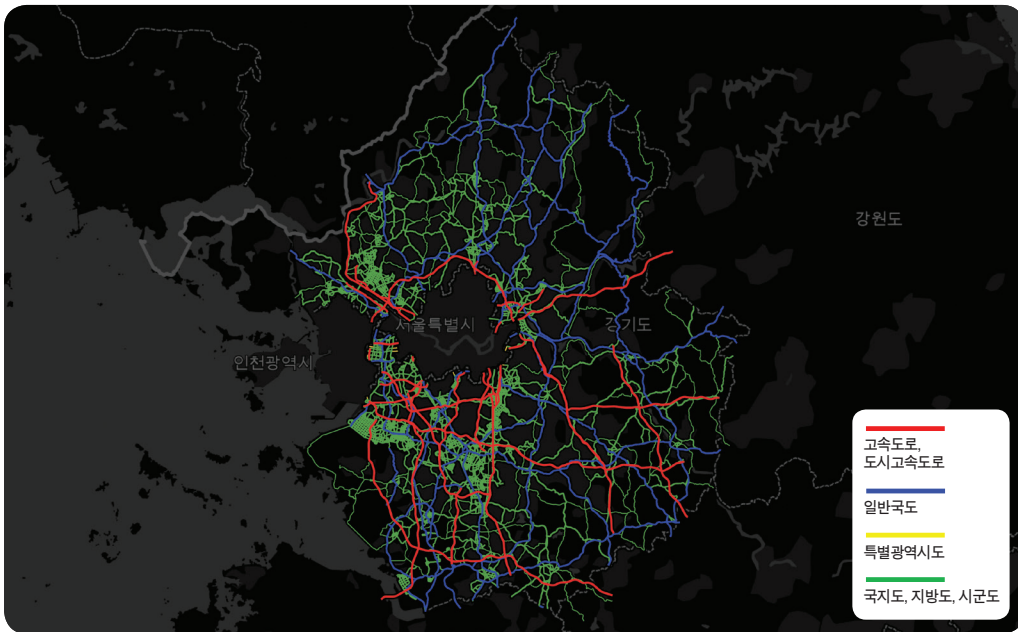 강원도
서울특별시
경기도
인천광역시
고속도로,
도시고속도로
일반국도
특별광역시도
국지도, 지방도, 시군도